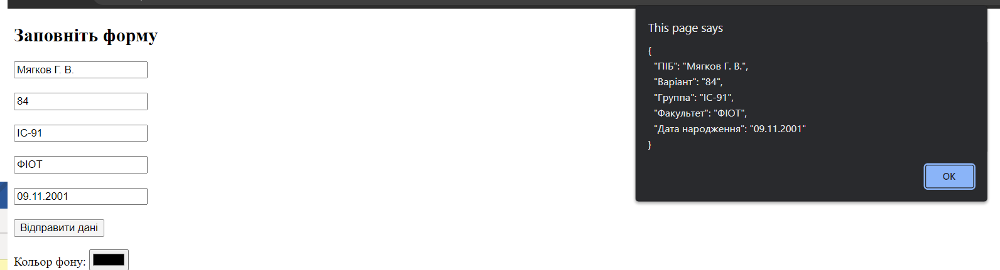 Заповніть форму
Мягков Г. В.
84
ІС-91
ФІОТ
09.11.2001
Відправити дані
Кольор фону:
This page says
{
"ПІБ": "Мягков Г. В.",
"Варіант": "84",
"Группа": "ІС-91",
"Факультет": "ФІОТ",
"Дата народження": "09.11.2001"
}
OK